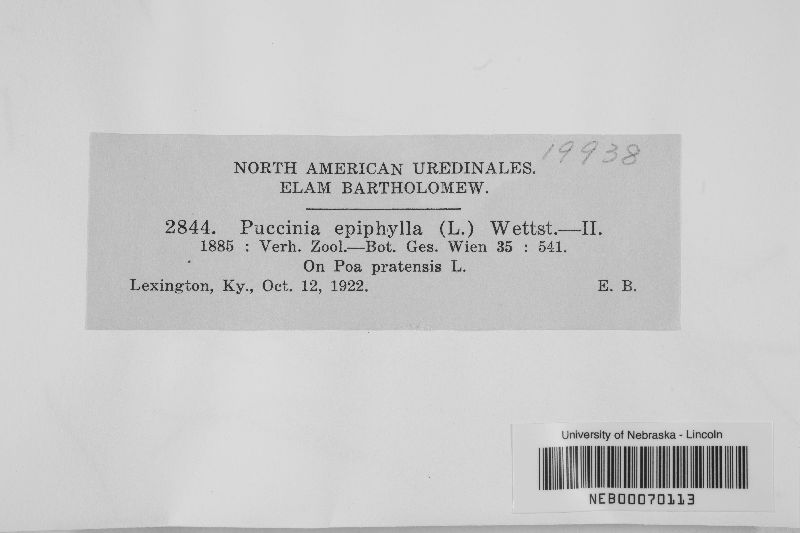 19938
NORTH AMERICAN UREDINALES.
ELAM BARTHOLOMEW.
2844. Puccinia epiphylla (L.) Wettst.—II.
1885 : Verh. Zool.—Bot. Ges. Wien 35 : 541.
On Poa pratensis L.
Lexington, Ky., Oct. 12, 1922. E. B.
University of Nebraska - Lincoln
NEB00070113